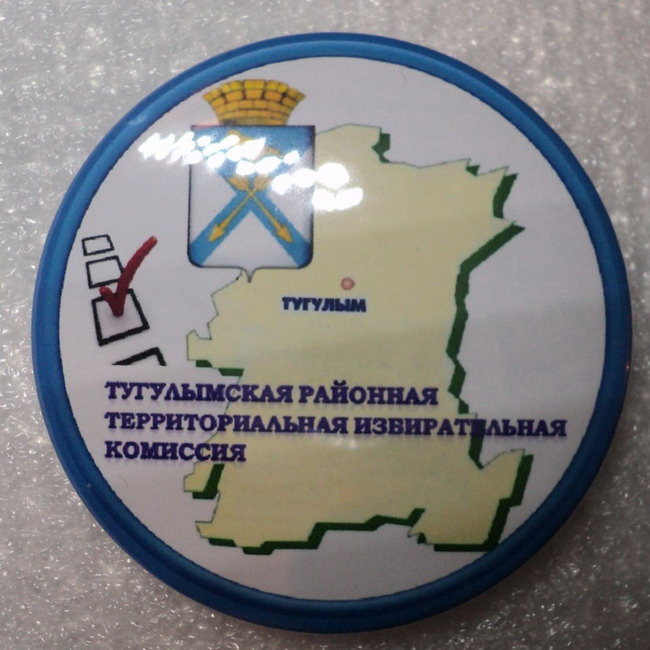 ТУГУЛЫМ
ТУГУЛЫМСКАЯ РАЙОННАЯ
ТЕРРИТОРИАЛЬНАЯ ИЗБИРАТЕЛЬНАЯ
КОМИССИЯ